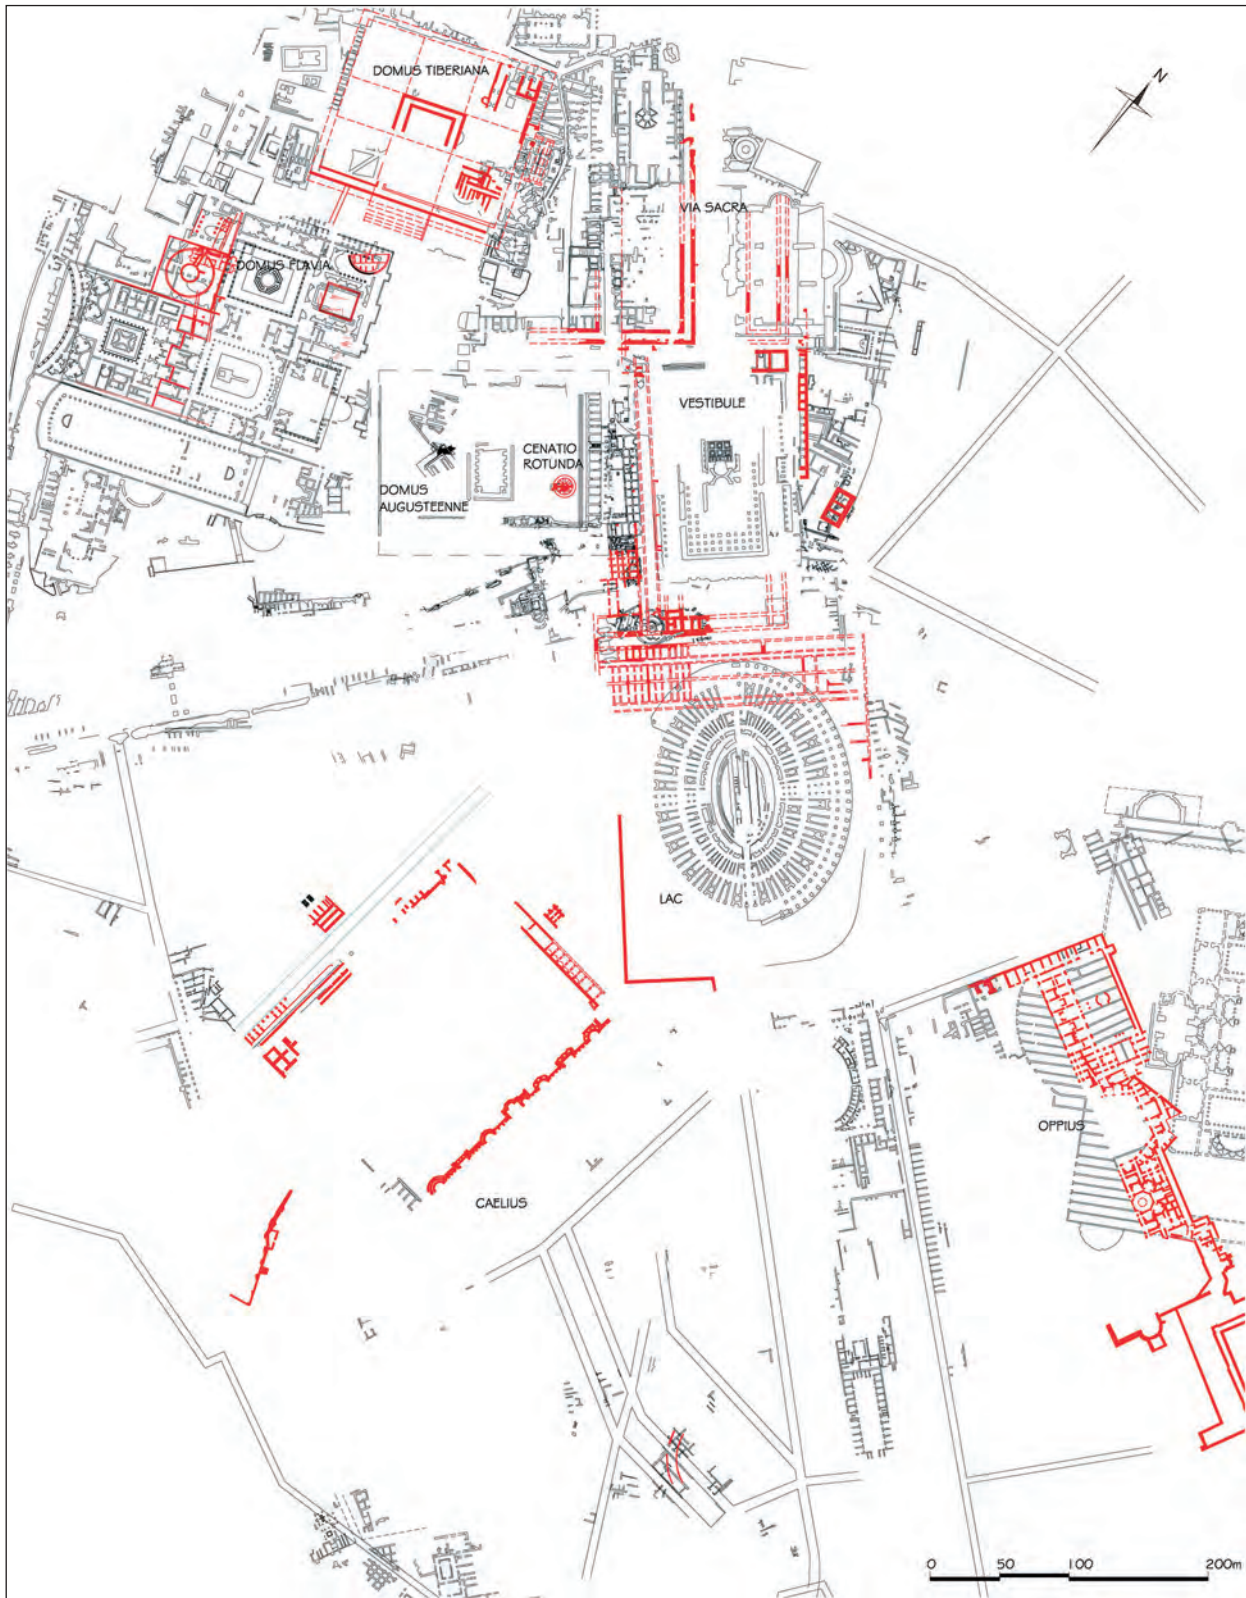 N
DOMUS TIBERIANA
VIA SACRA
DOMUS FLAVIA
VESTIBULE
CENATIO
ROTUNDA
DOMUS
AUGUSTEENNE
LAC
OPPIUS
CAELIUS
0 50 100 200m